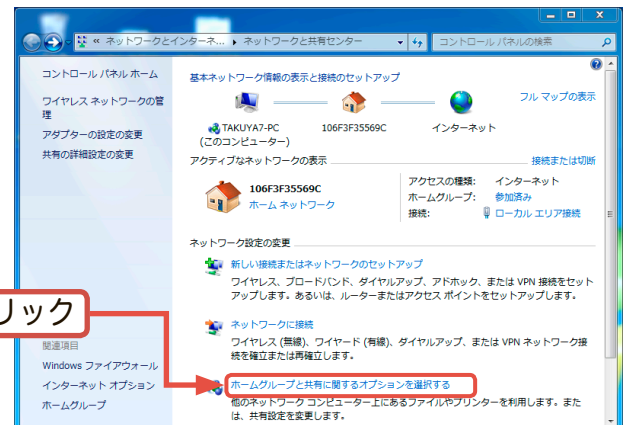 « ネットワークとインターネ... ▸ ネットワークと共有センター
コントロール パネルの検索
コントロール パネル ホーム
ワイヤレス ネットワークの管
理
アダプターの設定の変更
共有の詳細設定の変更
基本ネットワーク情報の表示と接続のセットアップ
フル マップの表示
TAKUYA7-PC
(このコンピューター)
106F3F35569C
インターネット
アクティブなネットワークの表示
接続または切断
106F3F35569C
ホーム ネットワーク
アクセスの種類: インターネット
ホームグループ: 参加済み
接続: ローカル エリア接続
ネットワーク設定の変更
新しい接続またはネットワークのセットアップ
ワイヤレス、ブロードバンド、ダイヤルアップ、アドホック、または VPN 接続をセット
アップします。あるいは、ルーターまたはアクセス ポイントをセットアップします。
ネットワークに接続
ワイヤレス (無線)、ワイヤード (有線)、ダイヤルアップ、または VPN ネットワーク接
続を確立または再確立します。
ホームグループと共有に関するオプションを選択する
他のネットワーク コンピューター上にあるファイルやプリンターを利用します。また
は、共有設定を変更します。
リック
関連項目
Windows ファイアウォール
インターネット オプション
ホームグループ